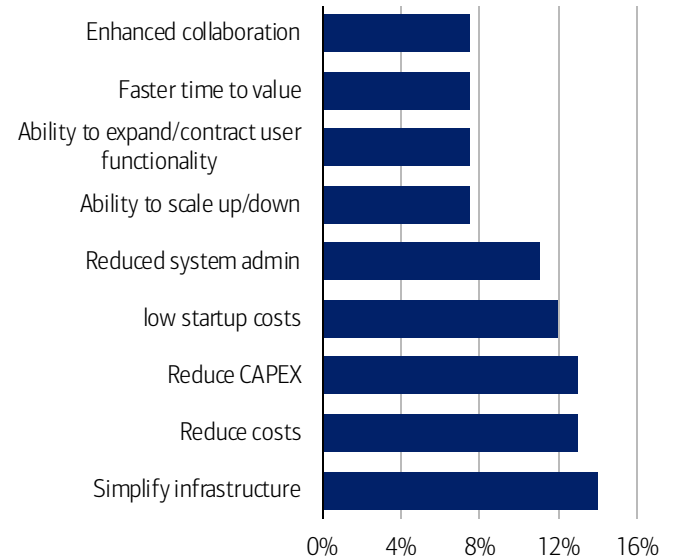 Enhanced collaboration
Faster time to value
Ability to expand/contract user
functionality
Ability to scale up/down
Reduced system admin
low startup costs
Reduce CAPEX
Reduce costs
Simplify infrastructure
0% 4% 8% 12% 16%